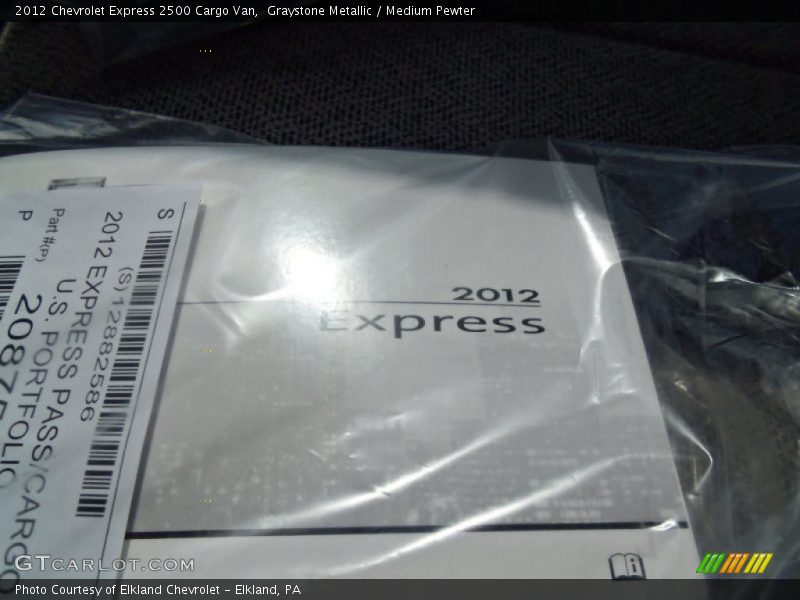 2012 Chevrolet Express 2500 Cargo Van,  Graystone Metallic / Medium Pewter
2012
Express
S
(S)12882586
2012 EXPRESS PASS/CARGO
U.S PORTFOLIO
Part #(P)
P
GTCARLOT.COM
Photo Courtesy of Elkland Chevrolet – Elkland, PA